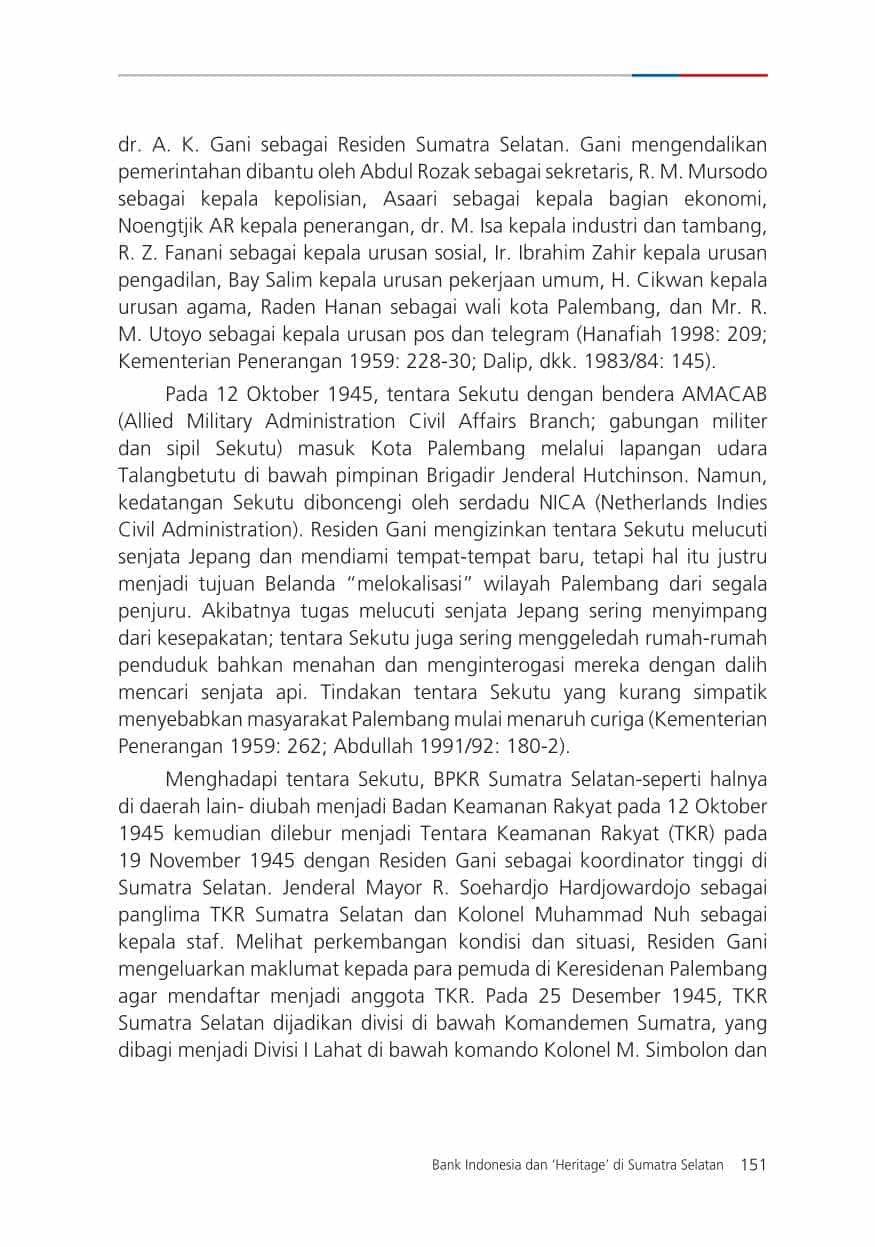 dr. A. K. Gani sebagai Residen Sumatra Selatan. Gani mengendalikan
pemerintahan dibantu oleh Abdul Rozak sebagai sekretaris, R. M. Mursodo
sebagai kepala kepolisian, Asaari sebagai kepala bagian ekonomi,
Noengtjik AR kepala penerangan, dr. M. Isa kepala industri dan tambang,
R. Z. Fanani sebagai kepala urusan sosial, Ir. Ibrahim Zahir kepala urusan
pengadilan, Bay Salim kepala urusan pekerjaan umum, H. Cikwan kepala
urusan agama, Raden Hanan sebagai wali kota Palembang, dan Mr. R.
M. Utoyo sebagai kepala urusan pos dan telegram (Hanafiah 1998: 209;
Kementerian Penerangan 1959: 228-30; Dalip, dkk. 1983/84: 145).
Pada 12 Oktober 1945, tentara Sekutu dengan bendera AMACAB
(Allied Military Administration Civil Affairs Branch; gabungan militer
dan sipil Sekutu) masuk Kota Palembang melalui lapangan udara
Talangbetutu di bawah pimpinan Brigadir Jenderal Hutchinson. Namun,
kedatangan Sekutu diboncengi oleh serdadu NICA (Netherlands Indies
Civil Administration). Residen Gani mengizinkan tentara Sekutu melucuti
senjata Jepang dan mendiami tempat-tempat baru, tetapi hal itu justru
menjadi tujuan Belanda “melokalisasi” wilayah Palembang dari segala
penjuru. Akibatnya tugas melucuti senjata Jepang sering menyimpang
dari kesepakatan; tentara Sekutu juga sering menggeledah rumah-rumah
penduduk bahkan menahan dan menginterogasi mereka dengan dalih
mencari senjata api. Tindakan tentara Sekutu yang kurang simpatik
menyebabkan masyarakat Palembang mulai menaruh curiga (Kementerian
Penerangan 1959: 262; Abdullah 1991/92: 180-2).
Menghadapi tentara Sekutu, BPKR Sumatra Selatan-seperti halnya
di daerah lain- diubah menjadi Badan Keamanan Rakyat pada 12 Oktober
1945 kemudian dilebur menjadi Tentara Keamanan Rakyat (TKR) pada
19 November 1945 dengan Residen Gani sebagai koordinator tinggi di
Sumatra Selatan. Jenderal Mayor R. Soehardjo Hardjowardojo sebagai
panglima TKR Sumatra Selatan dan Kolonel Muhammad Nuh sebagai
kepala staf. Melihat perkembangan kondisi dan situasi, Residen Gani
mengeluarkan maklumat kepada para pemuda di Keresidenan Palembang
agar mendaftar menjadi anggota TKR. Pada 25 Desember 1945, TKR
Sumatra Selatan dijadikan divisi di bawah Komandemen Sumatra, yang
dibagi menjadi Divisi I Lahat di bawah komando Kolonel M. Simbolon dan
Bank Indonesia dan ‘Heritage’ di Sumatra Selatan 151